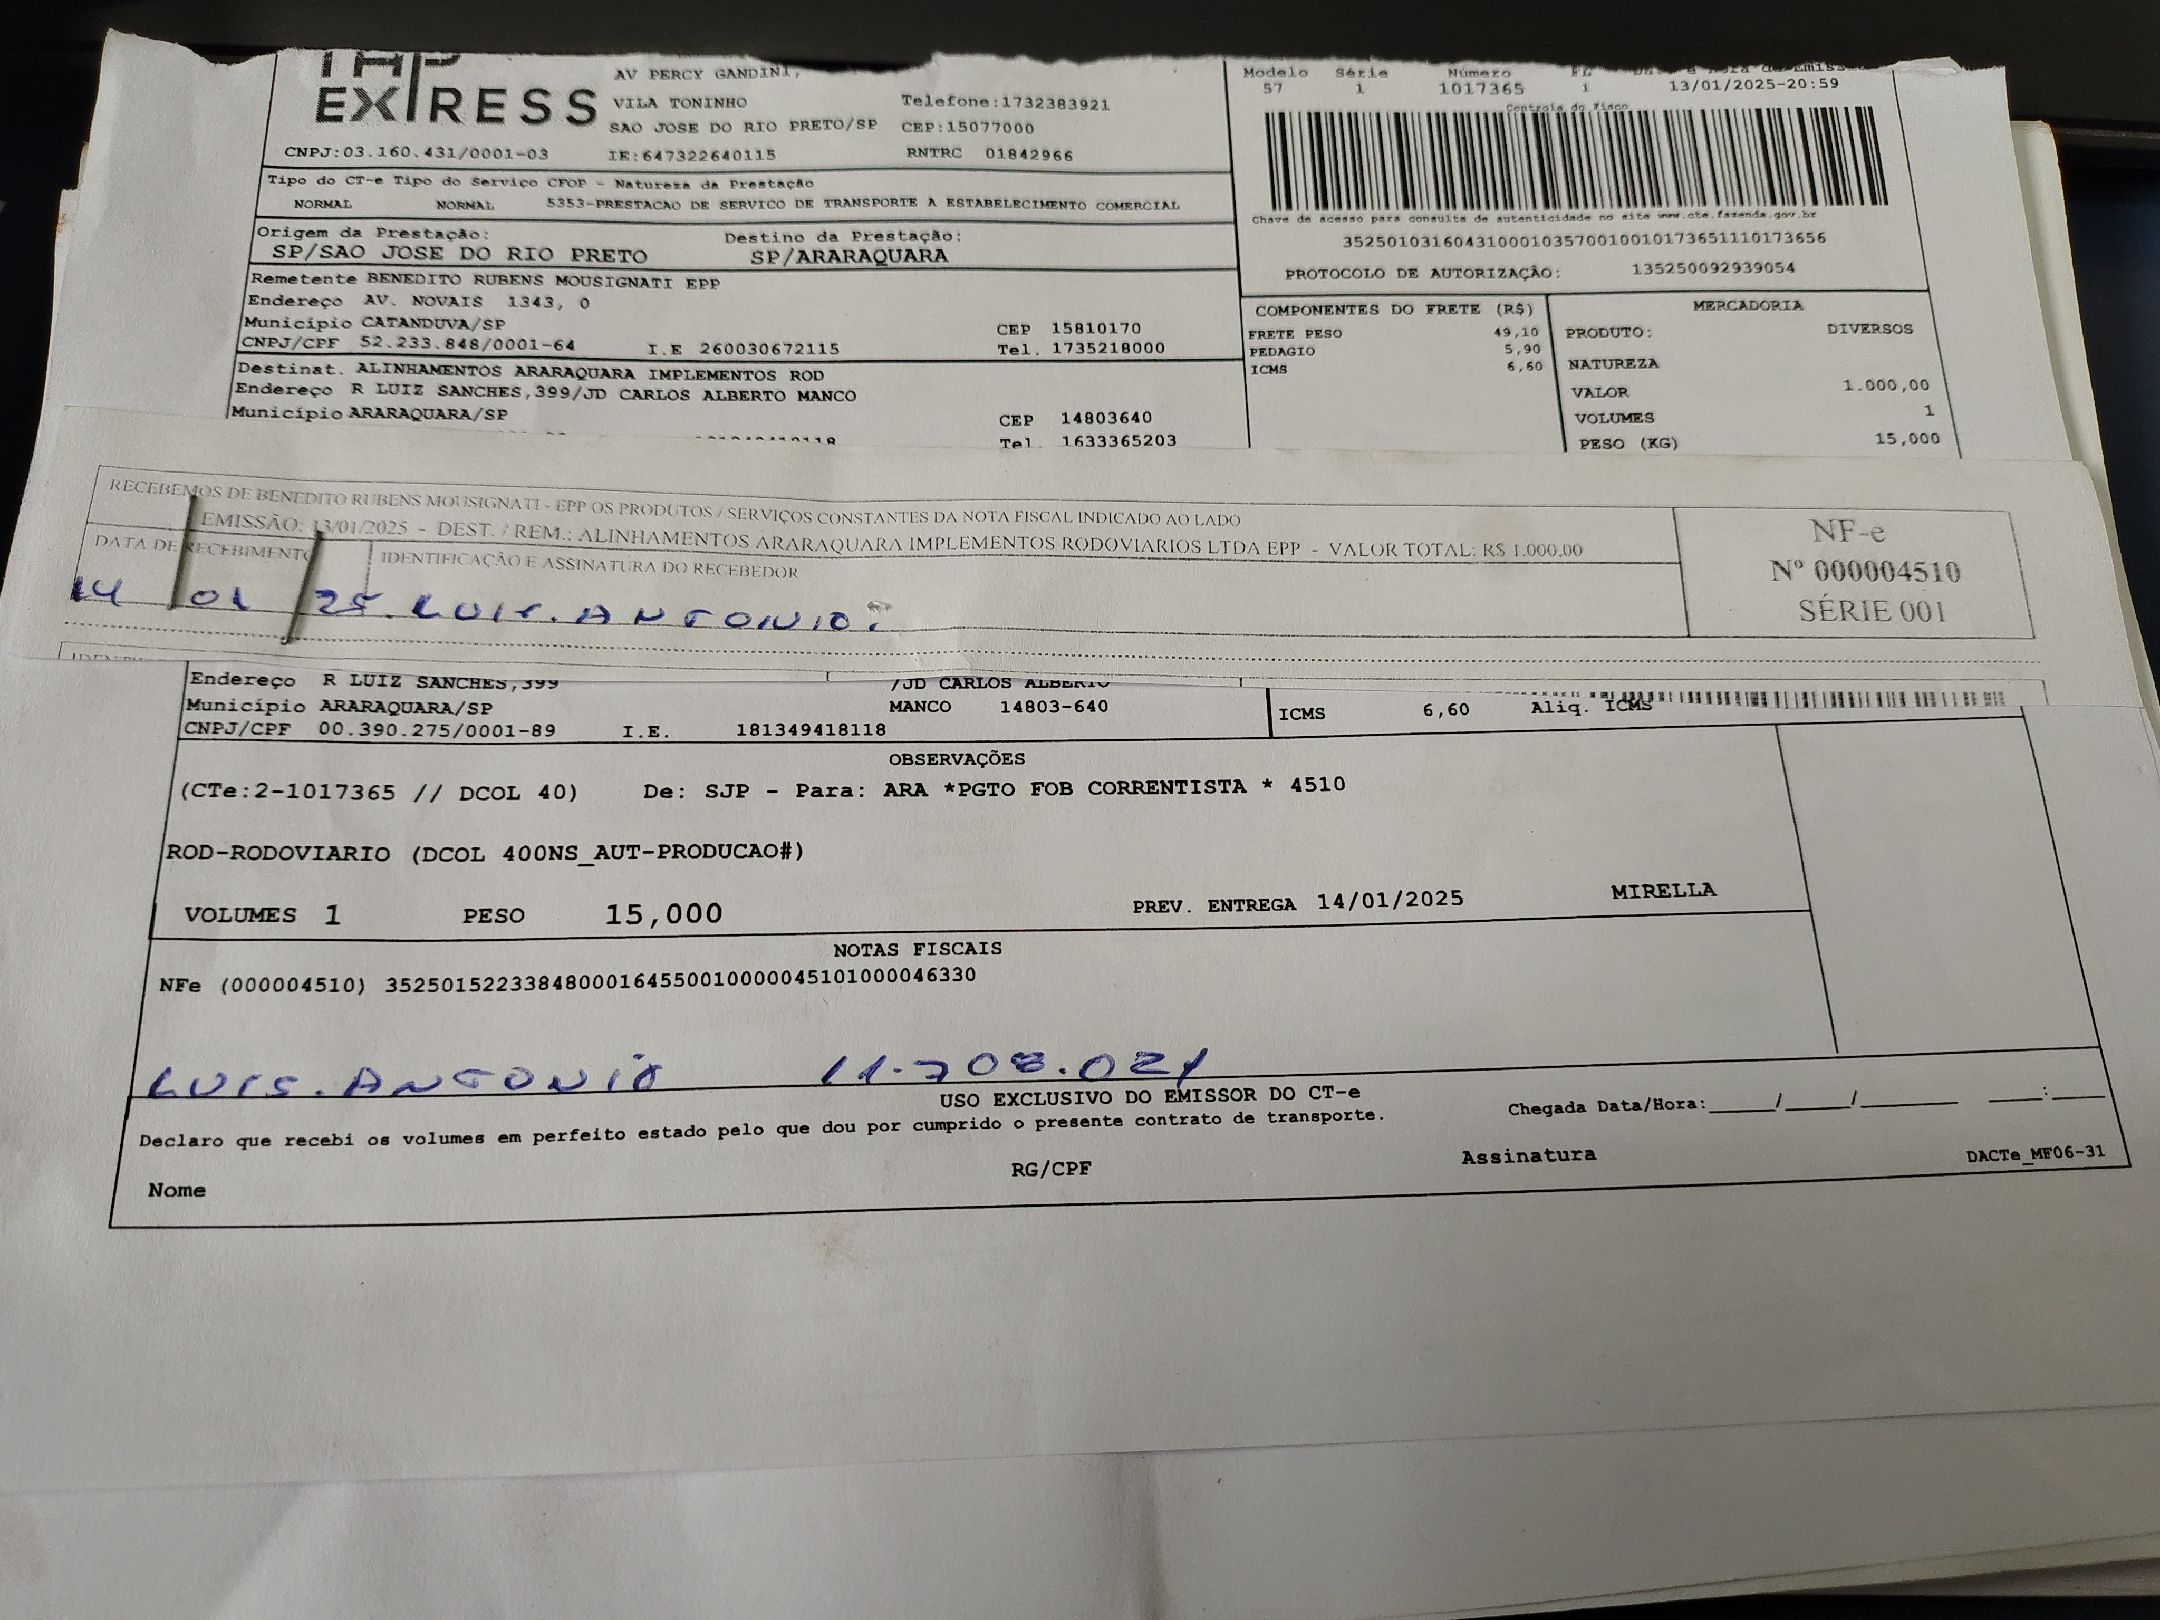 EXPRESS
AV PERCY GANDINI,
VILA TONINHO Telefone:1732383921
SAO JOSE DO RIO PRETO/SP CEP:15077000
CNPJ:03.160.431/0001-03 IE:647322640115 RNTRC 01842966
Modelo Série Número
57 1 1017365 1 13/01/2025-20:59
Controle do Fisco
Chave de acesso para consulta de autenticidade no site www.cte.fazenda.gov.br
35250103160431000103570010010173651110173656
PROTOCOLO DE AUTORIZAÇÃO: 135250092939054
Tipo do CT-e Tipo do Serviço CFOP - Natureza da Prestação
NORMAL NORMAL 5353-PRESTACAO DE SERVICO DE TRANSPORTE A ESTABELECIMENTO COMERCIAL
Origem da Prestação: Destino da Prestação:
SP/SAO JOSE DO RIO PRETO SP/ARARAQUARA
Remetente BENEDITO RUBENS MOUSIGNATI EPP
Endereço AV. NOVAIS 1343, 0
Município CATANDUVA/SP CEP 15810170
CNPJ/CPF 52.233.848/0001-64 I.E 260030672115 Tel. 1735218000
Destinat. ALINHAMENTOS ARARAQUARA IMPLEMENTOS ROD
Endereço R LUIZ SANCHES,399/JD CARLOS ALBERTO MANCO
Município ARARAQUARA/SP CEP 14803640
Tel. 1633365203
COMPONENTES DO FRETE (R$)
FRETE PESO 49,10
PEDAGIO 5,90
ICMS 6,60
MERCADORIA
PRODUTO: DIVERSOS
NATUREZA
VALOR 1.000,00
VOLUMES 1
PESO (KG) 15,000
RECEBEMOS DE BENEDITO RUBENS MOUSIGNATI - EPP OS PRODUTOS / SERVIÇOS CONSTANTES DA NOTA FISCAL INDICADO AO LADO
EMISSÃO: 13/01/2025 - DEST. / REM.: ALINHAMENTOS ARARAQUARA IMPLEMENTOS RODOVIARIOS LTDA EPP - VALOR TOTAL: R$ 1.000,00
DATA DE RECEBIMENTO IDENTIFICAÇÃO E ASSINATURA DO RECEBEDOR
14 / 01 / 25. LUIS. ANTONIO.
NF-e
Nº 000004510
SÉRIE 001
Endereço R LUIZ SANCHES,399 /JD CARLOS ALBERTO
Município ARARAQUARA/SP MANCO 14803-640
CNPJ/CPF 00.390.275/0001-89 I.E. 181349418118
ICMS 6,60 Aliq. ICMS
OBSERVAÇÕES
(CTe:2-1017365 // DCOL 40) De: SJP - Para: ARA *PGTO FOB CORRENTISTA * 4510
ROD-RODOVIARIO (DCOL 400NS_AUT-PRODUCAO#)
VOLUMES 1 PESO 15,000 PREV. ENTREGA 14/01/2025 MIRELLA
NOTAS FISCAIS
NFe (000004510) 35250152233848000164550010000045101000046330
LUIS. ANTONIO 11.708.021
USO EXCLUSIVO DO EMISSOR DO CT-e
Declaro que recebi os volumes em perfeito estado pelo que dou por cumprido o presente contrato de transporte.
Chegada Data/Hora:_____/_____/________ ____:____
Nome RG/CPF Assinatura DACTe_MF06-31